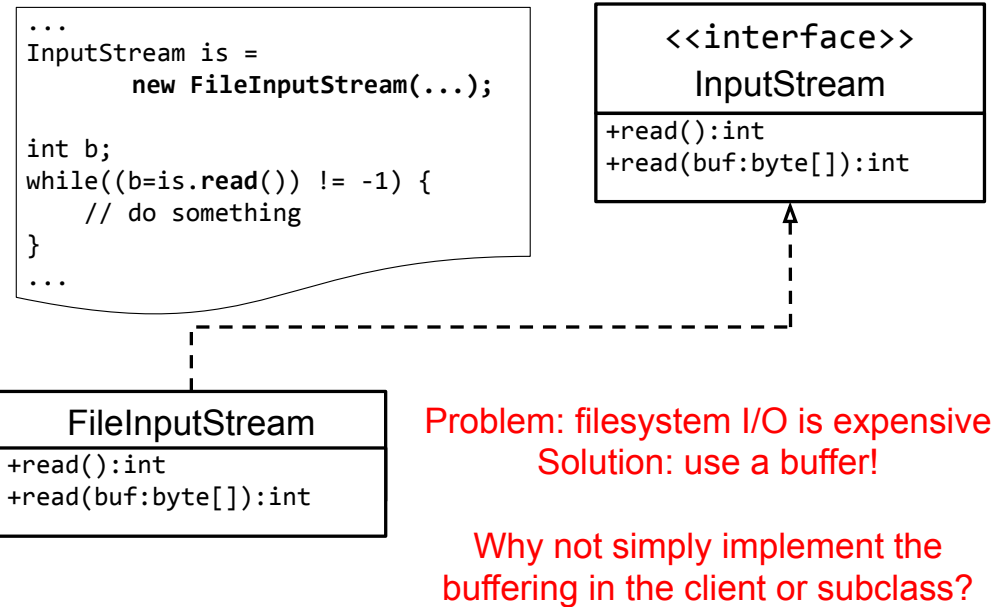 ...
InputStream is =
new FileInputStream(...);
int b;
while((b=is.read()) != -1) {
// do something
}
...
<<interface>>
InputStream
+read():int
+read(buf:byte[]):int
FileInputStream
+read():int
+read(buf:byte[]):int
Problem: filesystem I/O is expensive
Solution: use a buffer!
Why not simply implement the
buffering in the client or subclass?